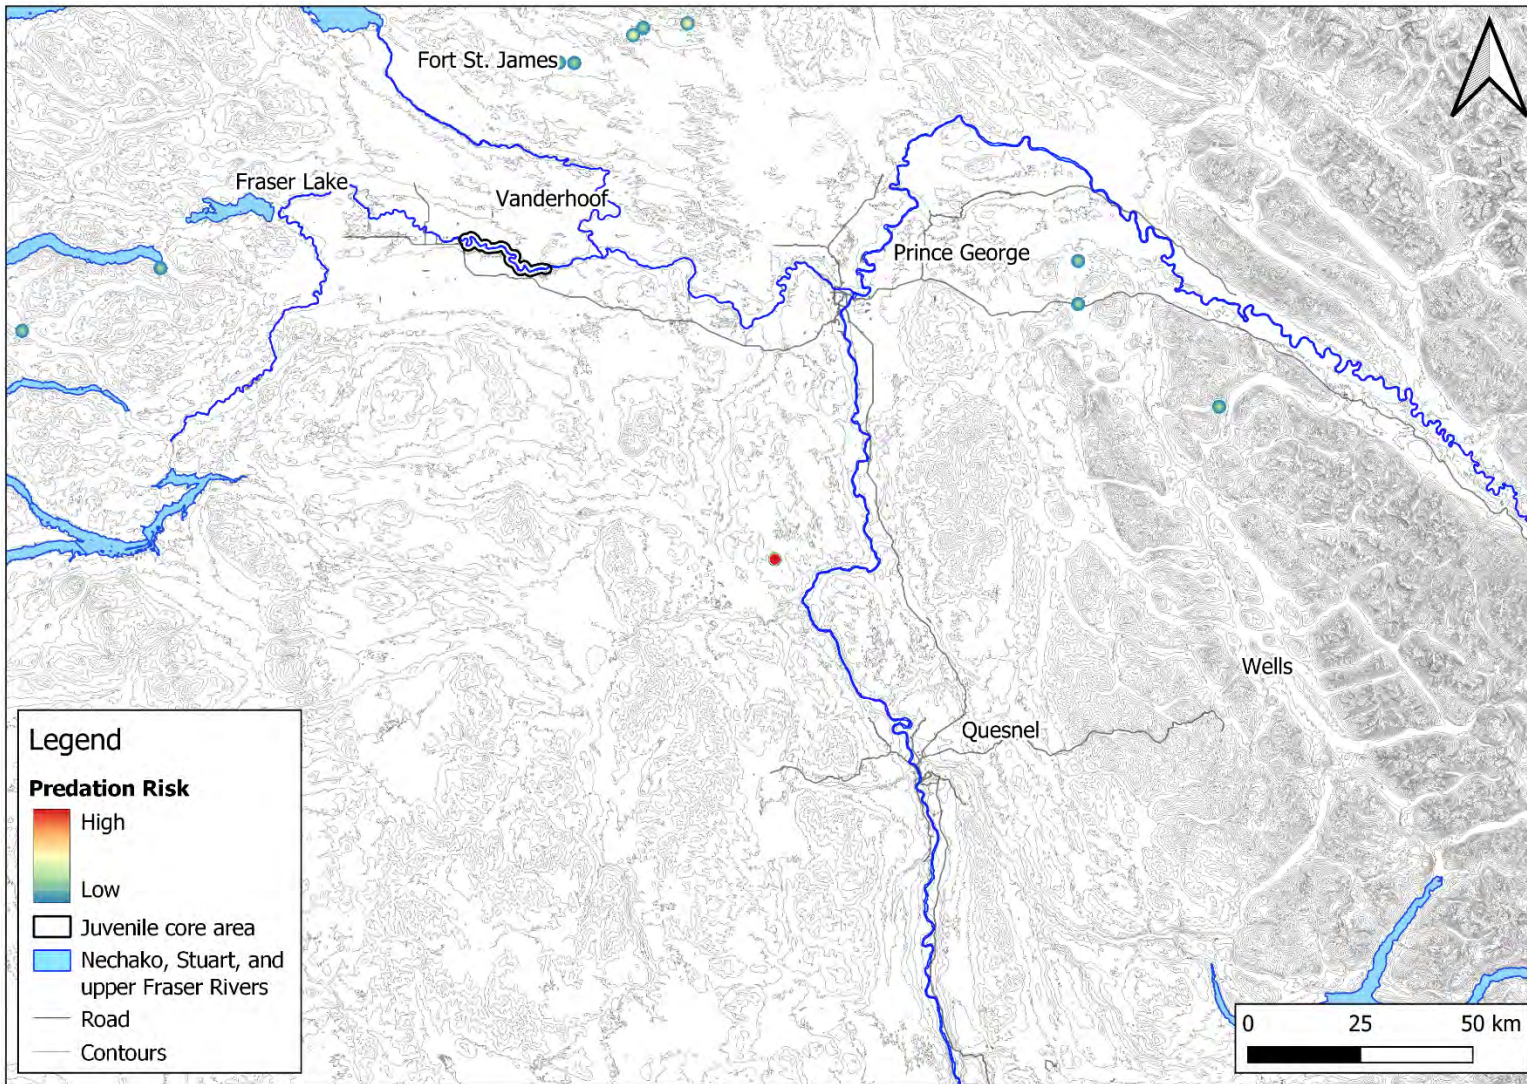 Fort St. James
Fraser Lake
Vanderhoof
Prince George
Wells
Quesnel
Legend
Predation Risk
High
Low
Juvenile core area
Nechako, Stuart, and
upper Fraser Rivers
Road
Contours
0 25 50 km